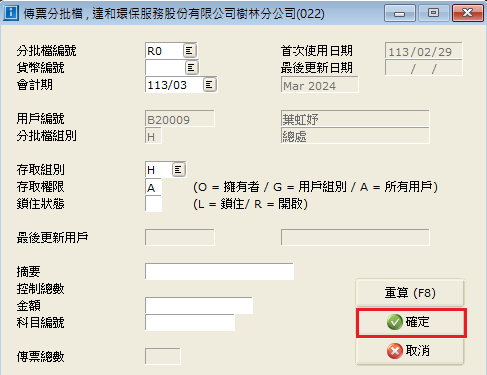 傳票分批檔 , 達和環保服務股份有限公司樹林分公司(022)
分批檔編號 R0 首次使用日期 113/02/29
貨幣編號 最後更新日期 / /
會計期 113/03 Mar 2024
用戶編號 B20009 葉虹妤
分批檔組別 H 總處
存取組別 H
存取權限 A (O = 擁有者 / G = 用戶組別 / A = 所有用戶)
鎖住狀態 (L = 鎖住/ R = 開啟)
最後更新用戶
摘要
控制總數
金額
科目編號
傳票總數
重算 (F8)
確定
取消